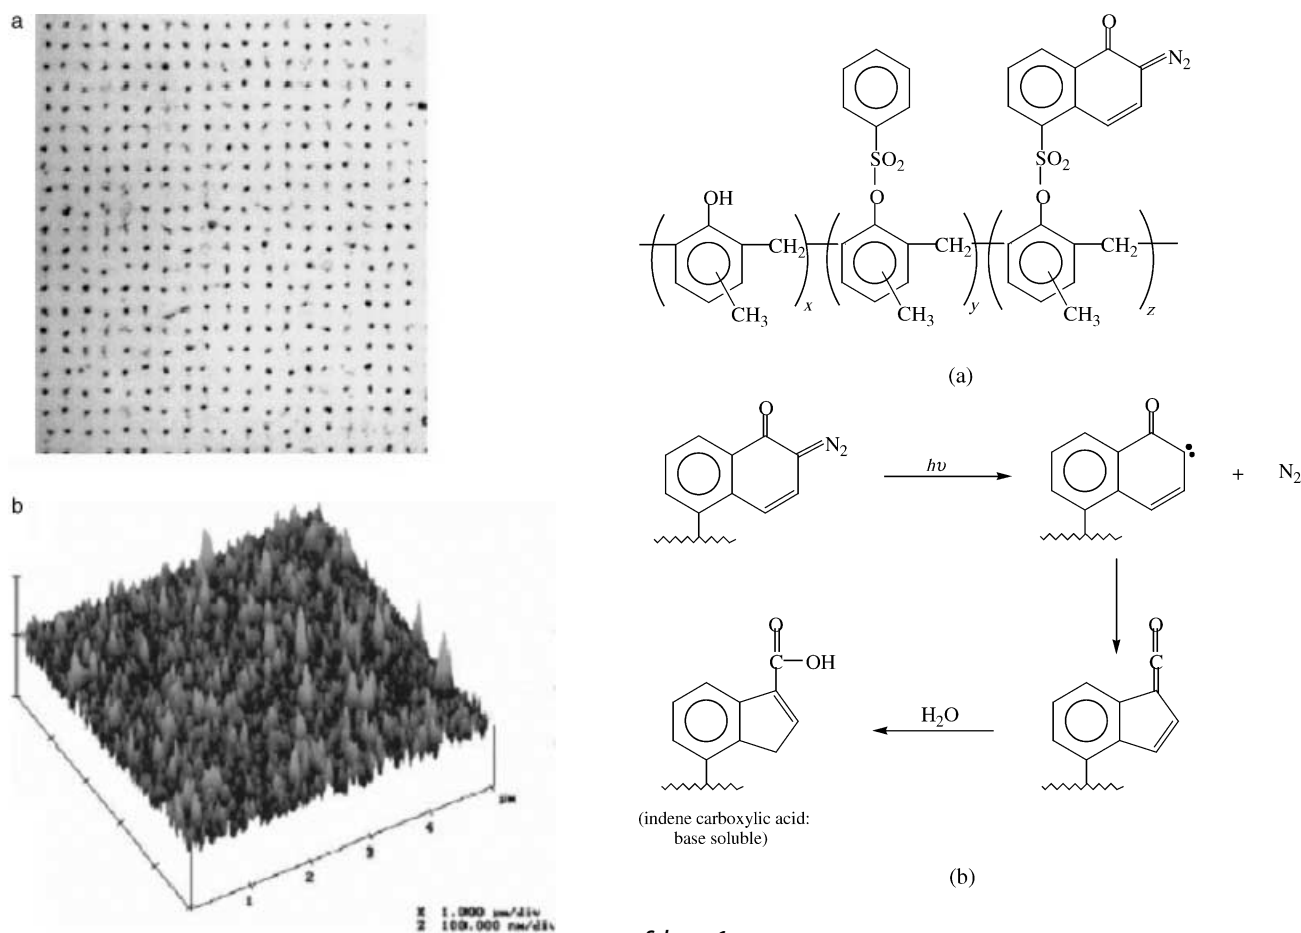 a
b
1
2
3
4
µm
X 1.000 µm/div
Z 100.000 nm/div
O
N2
SO2
SO2
OH
O
O
CH2
CH2
CH2
CH3
x
CH3
y
CH3
z
(a)
O
N2
hυ
O
+ N2
O
C
O
C OH
H2O
(indene carboxylic acid:
base soluble)
(b)